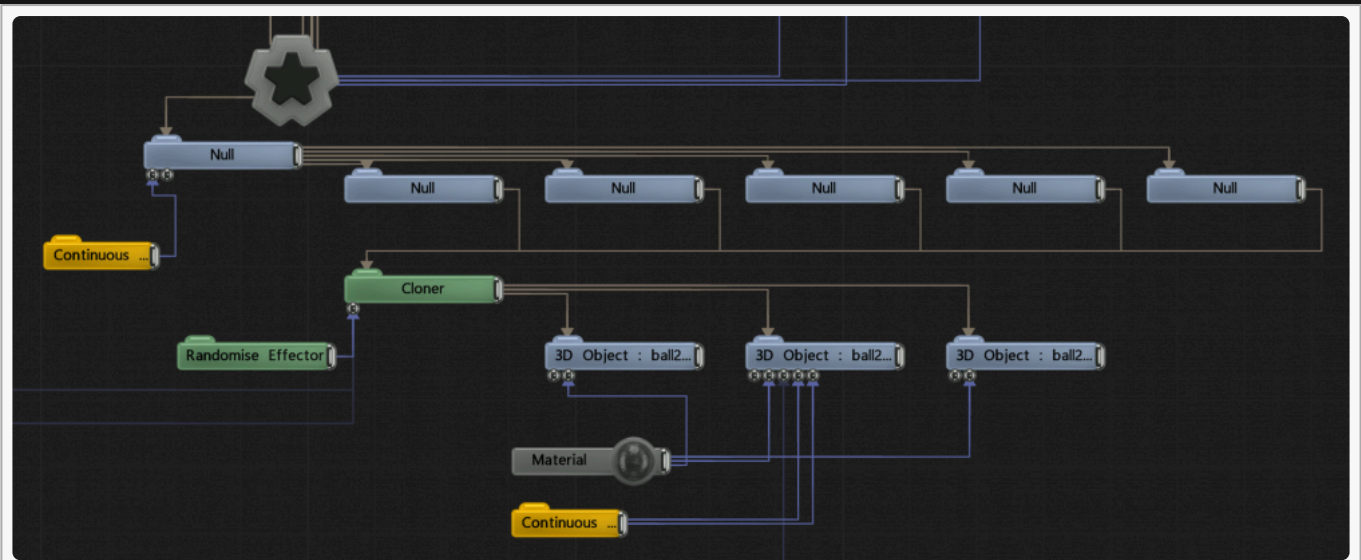 Null
Null
Null
Null
Null
Null
Continuous ...
Cloner
Randomise Effector
3D Object : ball2...
3D Object : ball2...
3D Object : ball2...
Material
Continuous ...